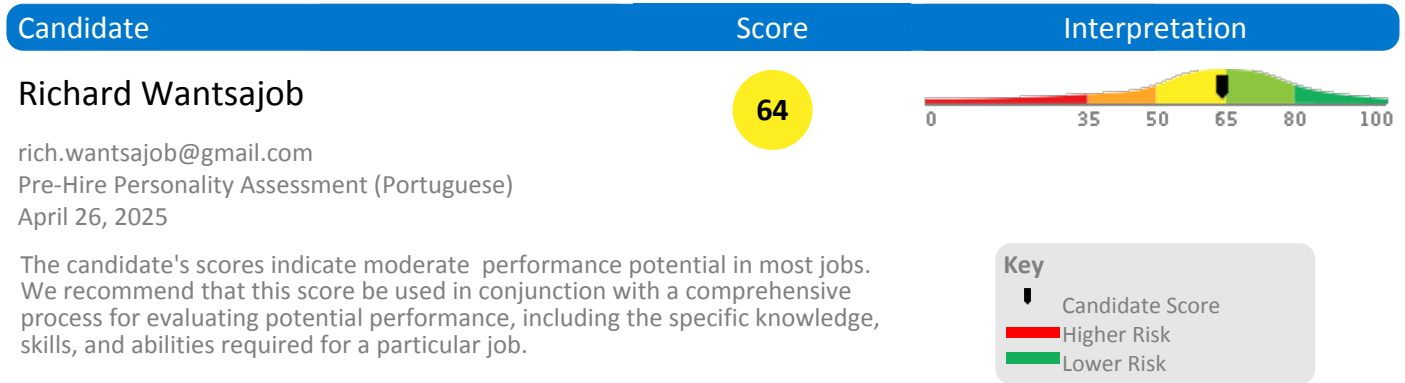 Candidate Score Interpretation
Richard Wantsajob
64
0 35 50 65 80 100
rich.wantsajob@gmail.com
Pre-Hire Personality Assessment (Portuguese)
April 26, 2025
The candidate's scores indicate moderate  performance potential in most jobs.
We recommend that this score be used in conjunction with a comprehensive
process for evaluating potential performance, including the specific knowledge,
skills, and abilities required for a particular job.
Key
Candidate Score
Higher Risk
Lower Risk